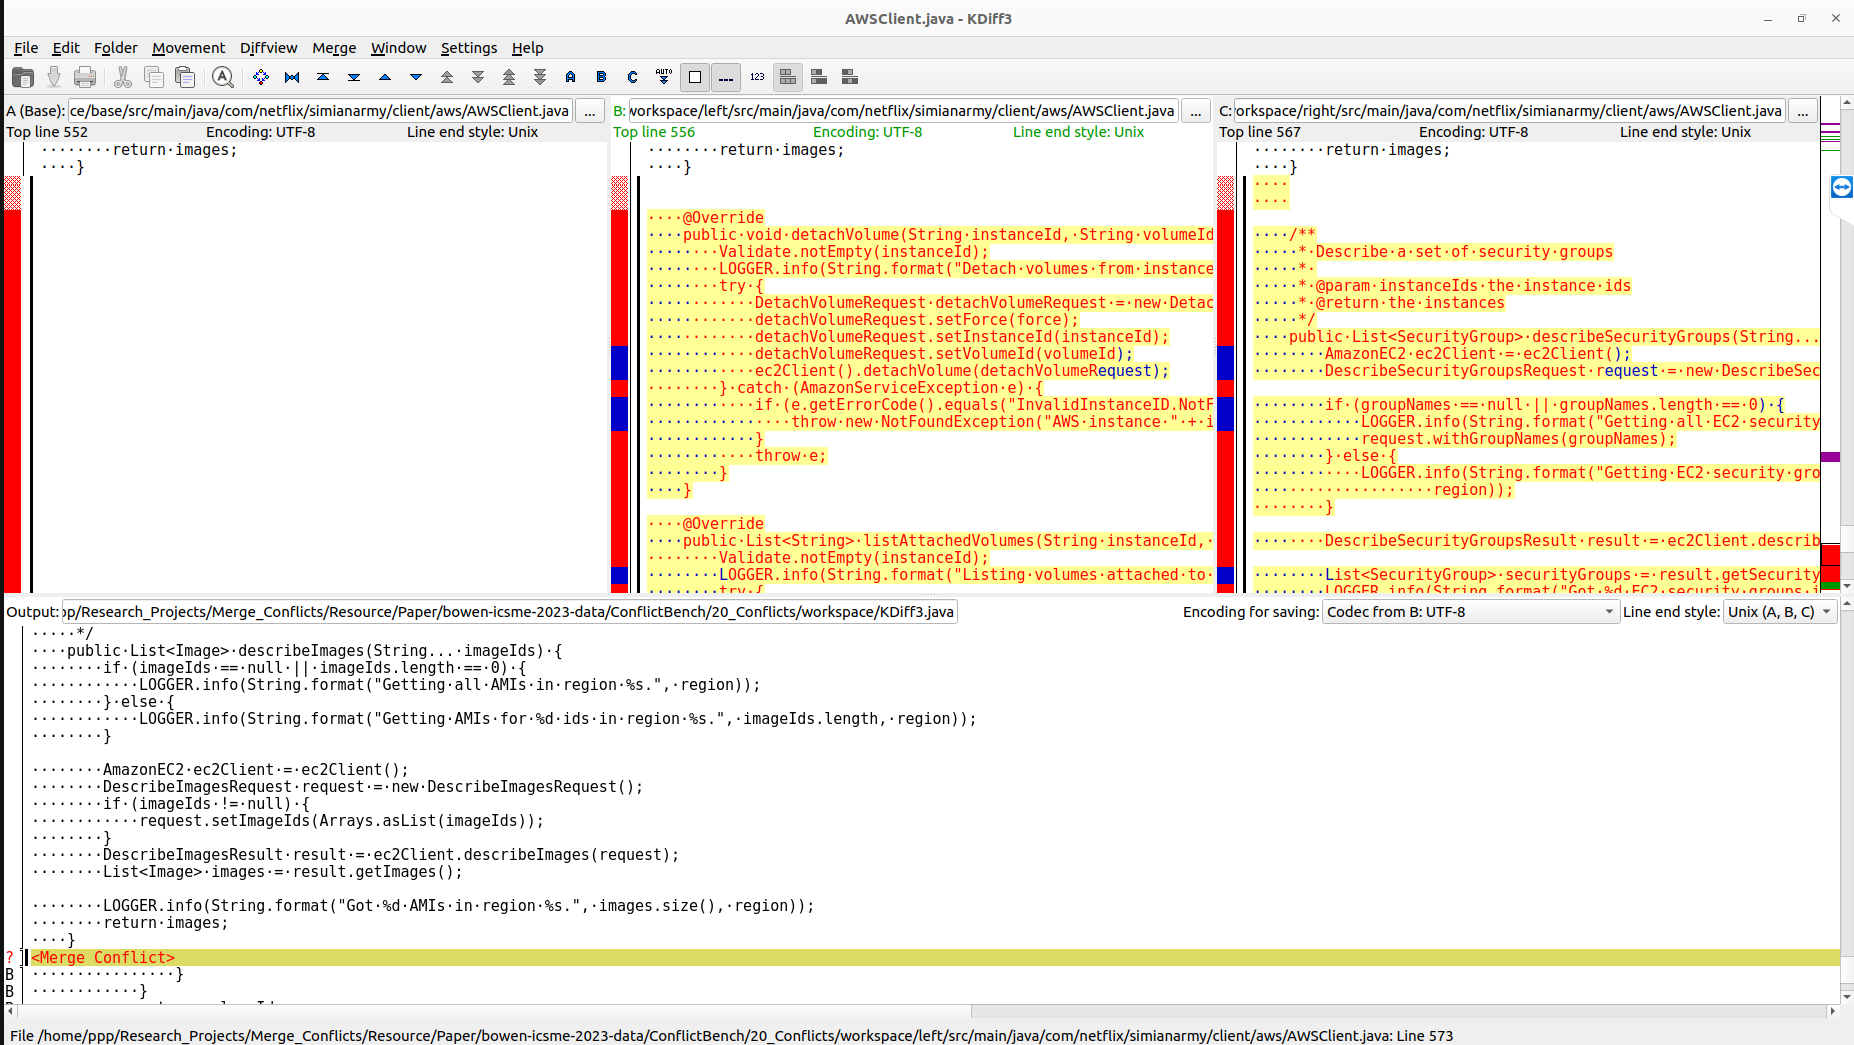 AWSClient.java - KDiff3
File Edit Folder Movement Diffview Merge Window Settings Help
A B C AUTO 123
A (Base): ce/base/src/main/java/com/netflix/simianarmy/client/aws/AWSClient.java ...
Top line 552 Encoding: UTF-8 Line end style: Unix
········return·images;
····}
B: workspace/left/src/main/java/com/netflix/simianarmy/client/aws/AWSClient.java ...
Top line 556 Encoding: UTF-8 Line end style: Unix
········return·images;
····}
····@Override
····public·void·detachVolume(String·instanceId,·String·volumeId
········Validate.notEmpty(instanceId);
········LOGGER.info(String.format("Detach·volumes·from·instance
········try·{
············DetachVolumeRequest·detachVolumeRequest·=·new·Detac
············detachVolumeRequest.setForce(force);
············detachVolumeRequest.setInstanceId(instanceId);
············detachVolumeRequest.setVolumeId(volumeId);
············ec2Client().detachVolume(detachVolumeRequest);
········}·catch·(AmazonServiceException·e)·{
············if·(e.getErrorCode().equals("InvalidInstanceID.NotF
················throw·new·NotFoundException("AWS·instance·"·+·i
············}
············throw·e;
········}
····}
····@Override
····public·List<String>·listAttachedVolumes(String·instanceId,·
········Validate.notEmpty(instanceId);
········LOGGER.info(String.format("Listing·volumes·attached·to·
········try·{
C: orkspace/right/src/main/java/com/netflix/simianarmy/client/aws/AWSClient.java ...
Top line 567 Encoding: UTF-8 Line end style: Unix
········return·images;
····}
····
····
····/**
·····*·Describe·a·set·of·security·groups
·····*·
·····*·@param·instanceIds·the·instance·ids
·····*·@return·the·instances
·····*/
····public·List<SecurityGroup>·describeSecurityGroups(String...
········AmazonEC2·ec2Client·=·ec2Client();
········DescribeSecurityGroupsRequest·request·=·new·DescribeSec
········if·(groupNames·==·null·||·groupNames.length·==·0)·{
············LOGGER.info(String.format("Getting·all·EC2·security
············request.withGroupNames(groupNames);
········}·else·{
············LOGGER.info(String.format("Getting·EC2·security·gro
····················region));
········}
········DescribeSecurityGroupsResult·result·=·ec2Client.describ
········List<SecurityGroup>·securityGroups·=·result.getSecurity
········LOGGER.info(String.format("Got·%d·EC2·security·groups·i
Output: op/Research_Projects/Merge_Conflicts/Resource/Paper/bowen-icsme-2023-data/ConflictBench/20_Conflicts/workspace/KDiff3.java Encoding for saving: Codec from B: UTF-8 Line end style: Unix (A, B, C)
·····*/
····public·List<Image>·describeImages(String...·imageIds)·{
········if·(imageIds·==·null·||·imageIds.length·==·0)·{
············LOGGER.info(String.format("Getting·all·AMIs·in·region·%s.",·region));
········}·else·{
············LOGGER.info(String.format("Getting·AMIs·for·%d·ids·in·region·%s.",·imageIds.length,·region));
········}
········AmazonEC2·ec2Client·=·ec2Client();
········DescribeImagesRequest·request·=·new·DescribeImagesRequest();
········if·(imageIds·!=·null)·{
············request.setImageIds(Arrays.asList(imageIds));
········}
········DescribeImagesResult·result·=·ec2Client.describeImages(request);
········List<Image>·images·=·result.getImages();
········LOGGER.info(String.format("Got·%d·AMIs·in·region·%s.",·images.size(),·region));
········return·images;
····}
? <Merge Conflict>
B ················}
B ············}
File /home/ppp/Research_Projects/Merge_Conflicts/Resource/Paper/bowen-icsme-2023-data/ConflictBench/20_Conflicts/workspace/left/src/main/java/com/netflix/simianarmy/client/aws/AWSClient.java: Line 573